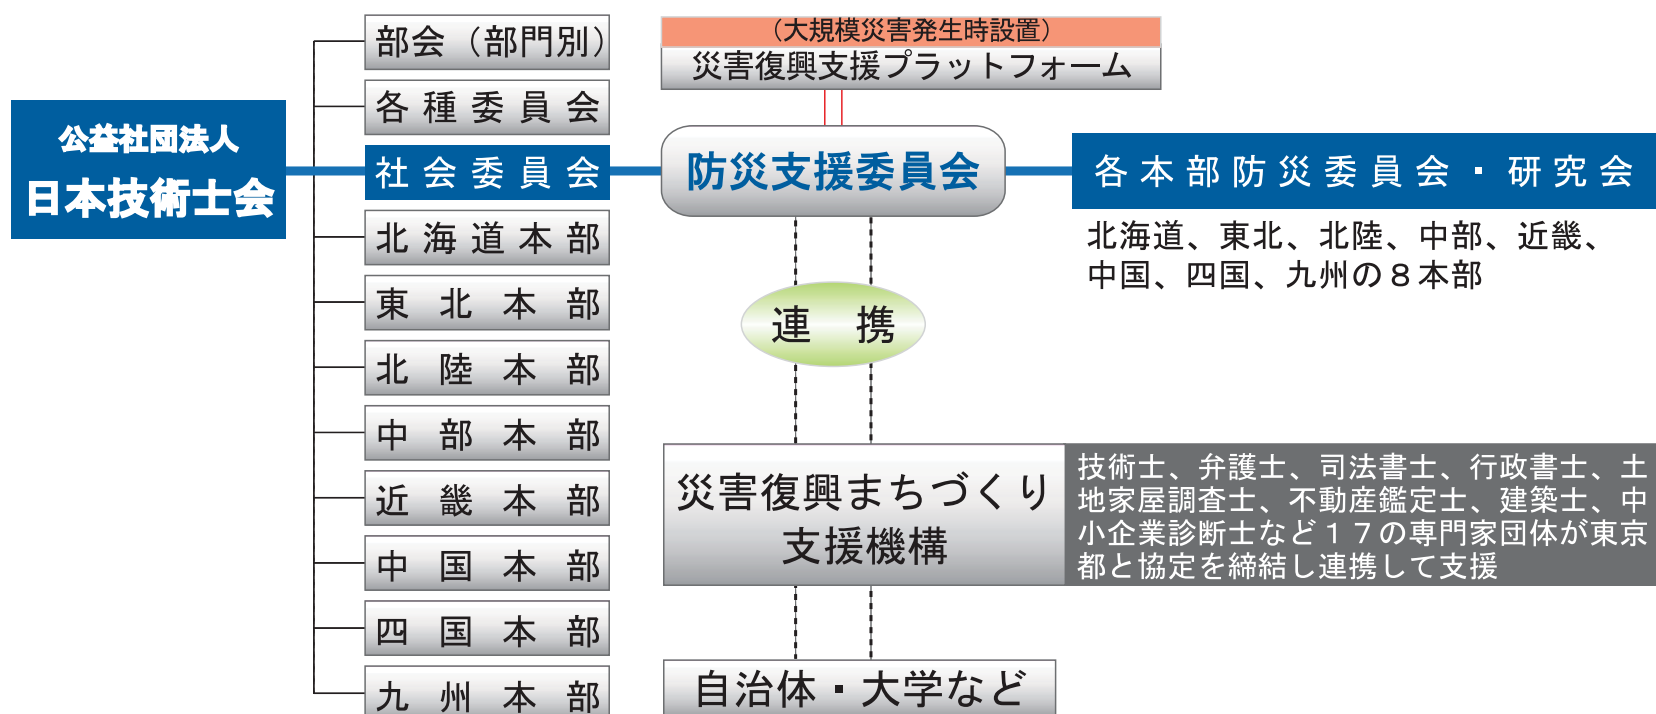 公益社団法人
日本技術士会
部会（部門別）
各種委員会
社会委員会
北海道本部
東北本部
北陸本部
中部本部
近畿本部
中国本部
四国本部
九州本部
（大規模災害発生時設置）
災害復興支援プラットフォーム
防災支援委員会
連　携
災害復興まちづくり
支援機構
自治体・大学など
各本部防災委員会・研究会
北海道、東北、北陸、中部、近畿、
中国、四国、九州の８本部
技術士、弁護士、司法書士、行政書士、土
地家屋調査士、不動産鑑定士、建築士、中
小企業診断士など１７の専門家団体が東京
都と協定を締結し連携して支援